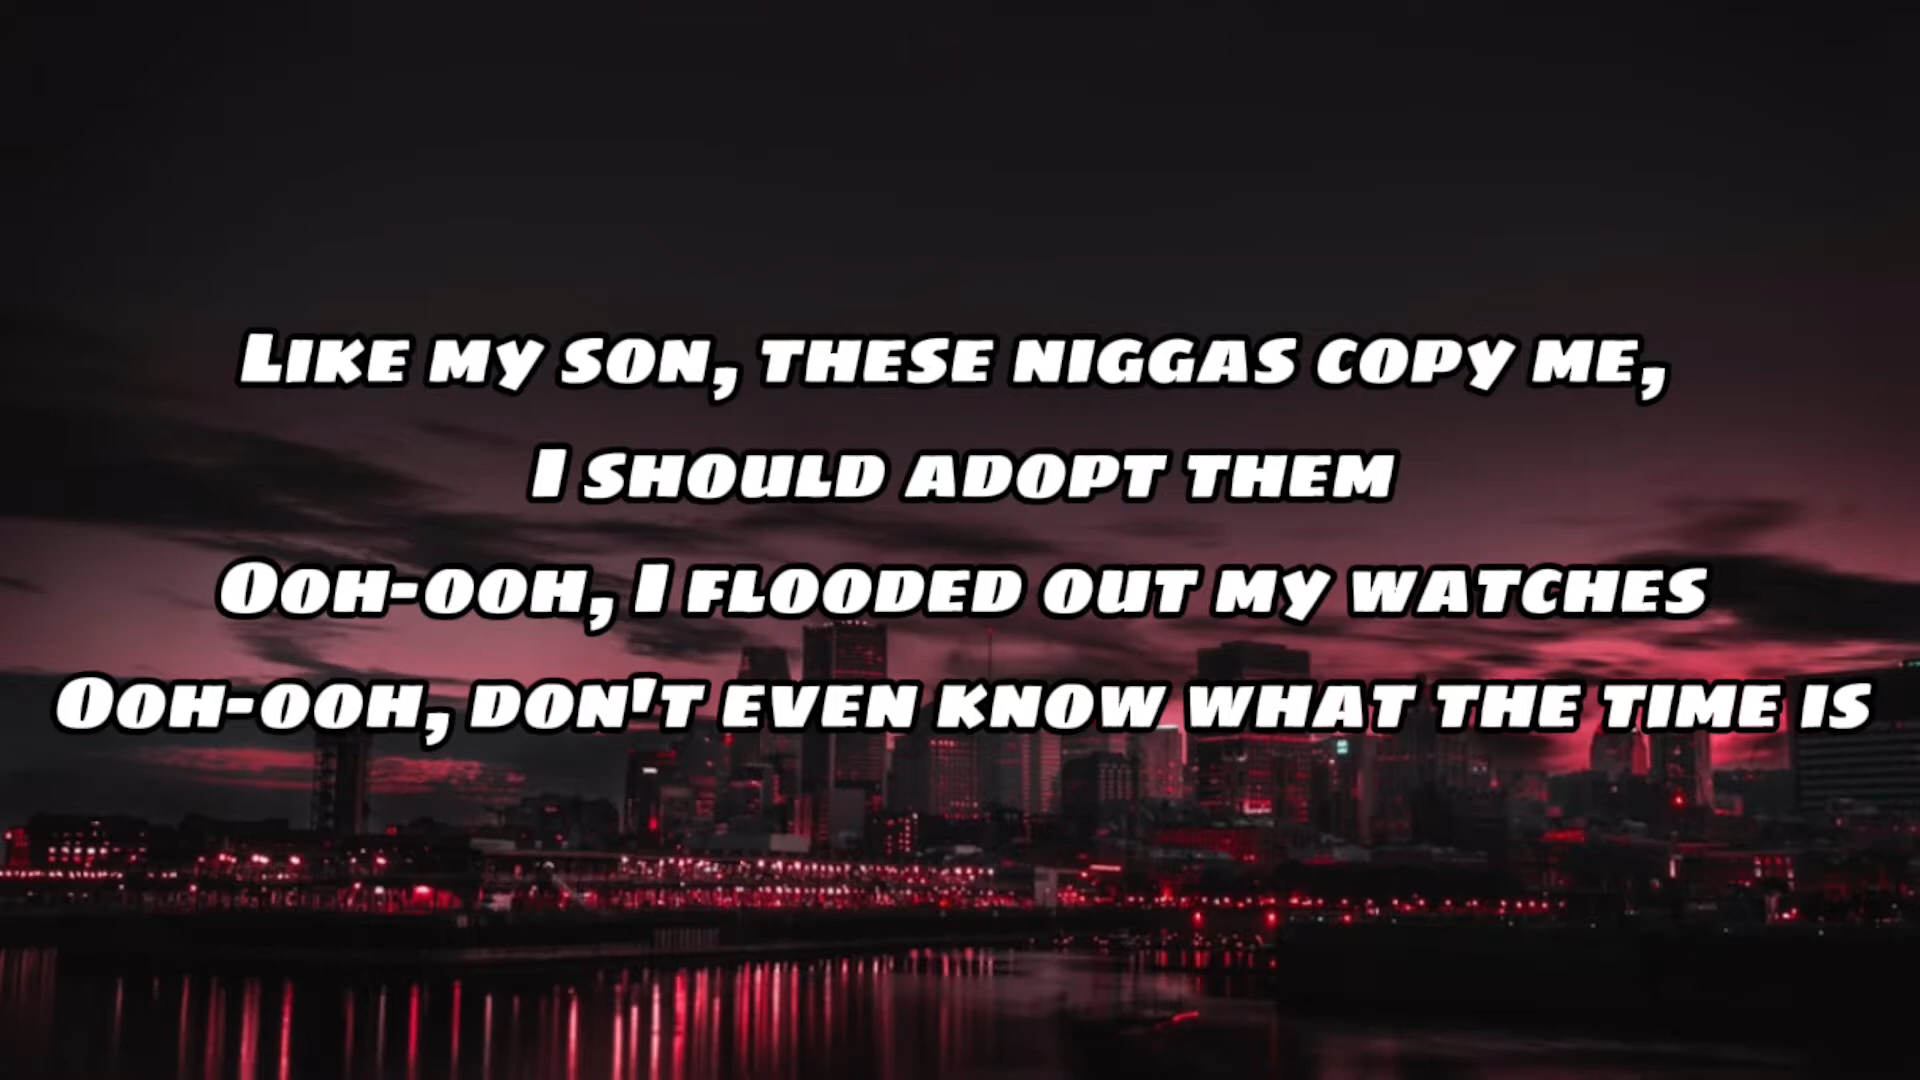 Like my son, these niggas copy me,
I should adopt them
Ooh-ooh, I flooded out my watches
Ooh-ooh, don't even know what the time is